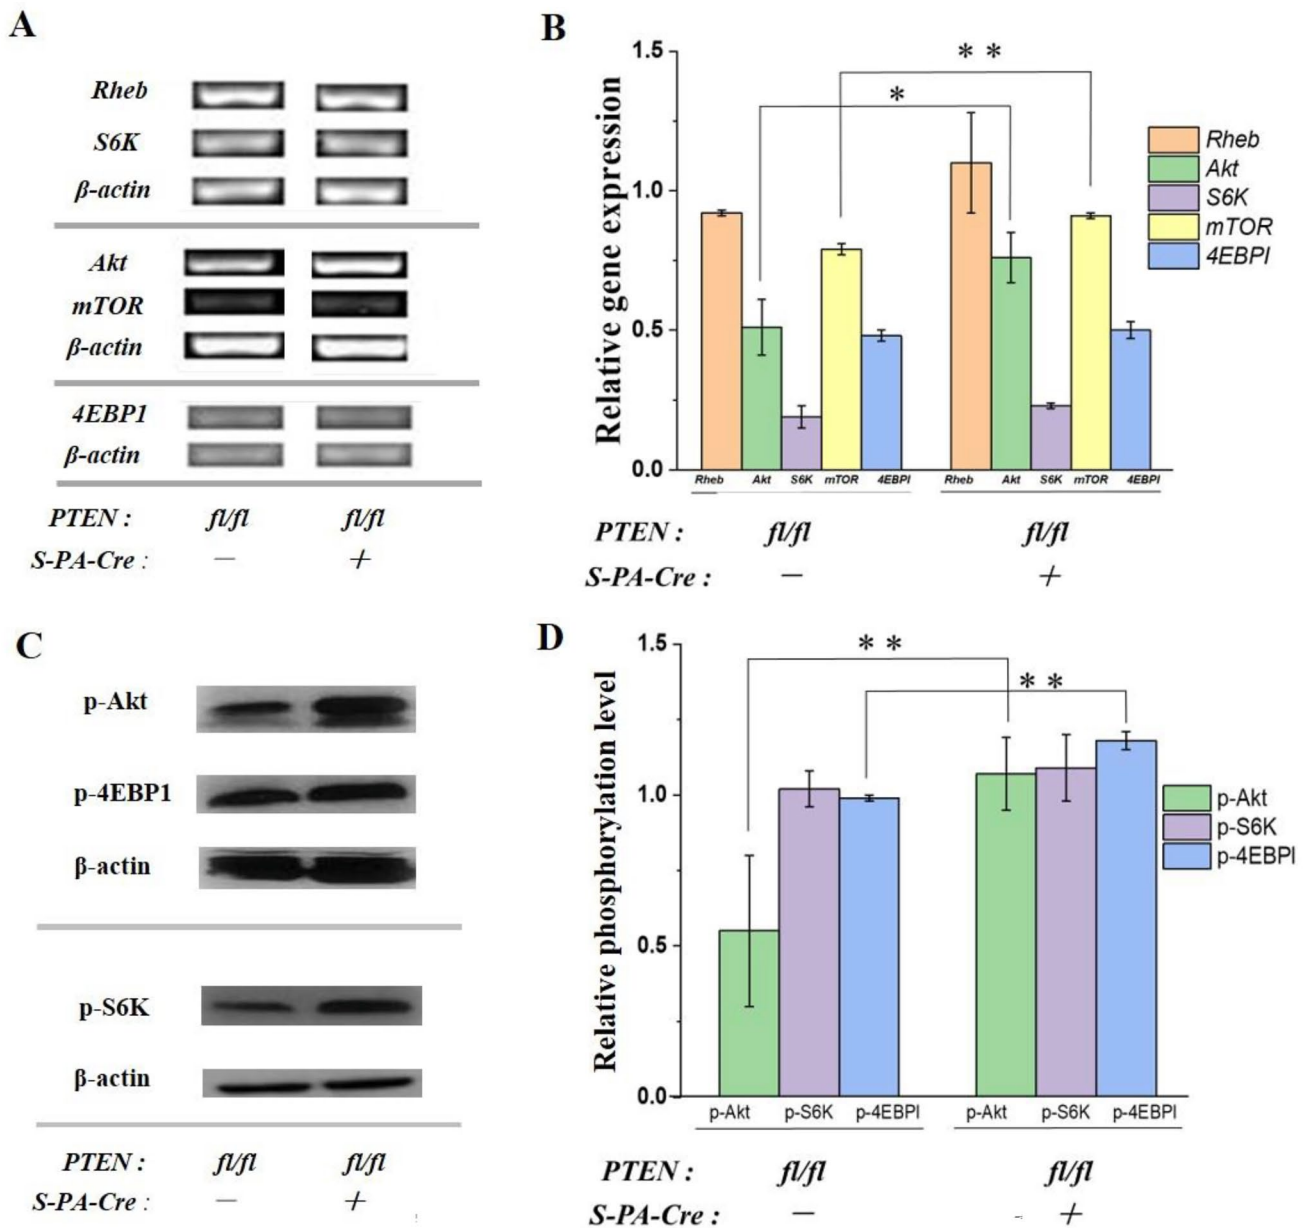 A
Rheb
S6K
β-actin
Akt
mTOR
β-actin
4EBP1
β-actin
PTEN : fl/fl fl/fl
S-PA-Cre : — +
B
Relative gene expression
1.5
1.0
0.5
0.0
* *
*
Rheb
Akt
S6K
mTOR
4EBPI
Rheb Akt S6K mTOR 4EBPI Rheb Akt S6K mTOR 4EBPI
PTEN : fl/fl fl/fl
S-PA-Cre : — +
C
p-Akt
p-4EBP1
β-actin
p-S6K
β-actin
PTEN : fl/fl fl/fl
S-PA-Cre : — +
D
Relative phosphorylation level
1.5
1.0
0.5
0.0
* *
* *
p-Akt
p-S6K
p-4EBPI
p-Akt p-S6K p-4EBPI p-Akt p-S6K p-4EBPI
PTEN : fl/fl fl/fl
S-PA-Cre : — +